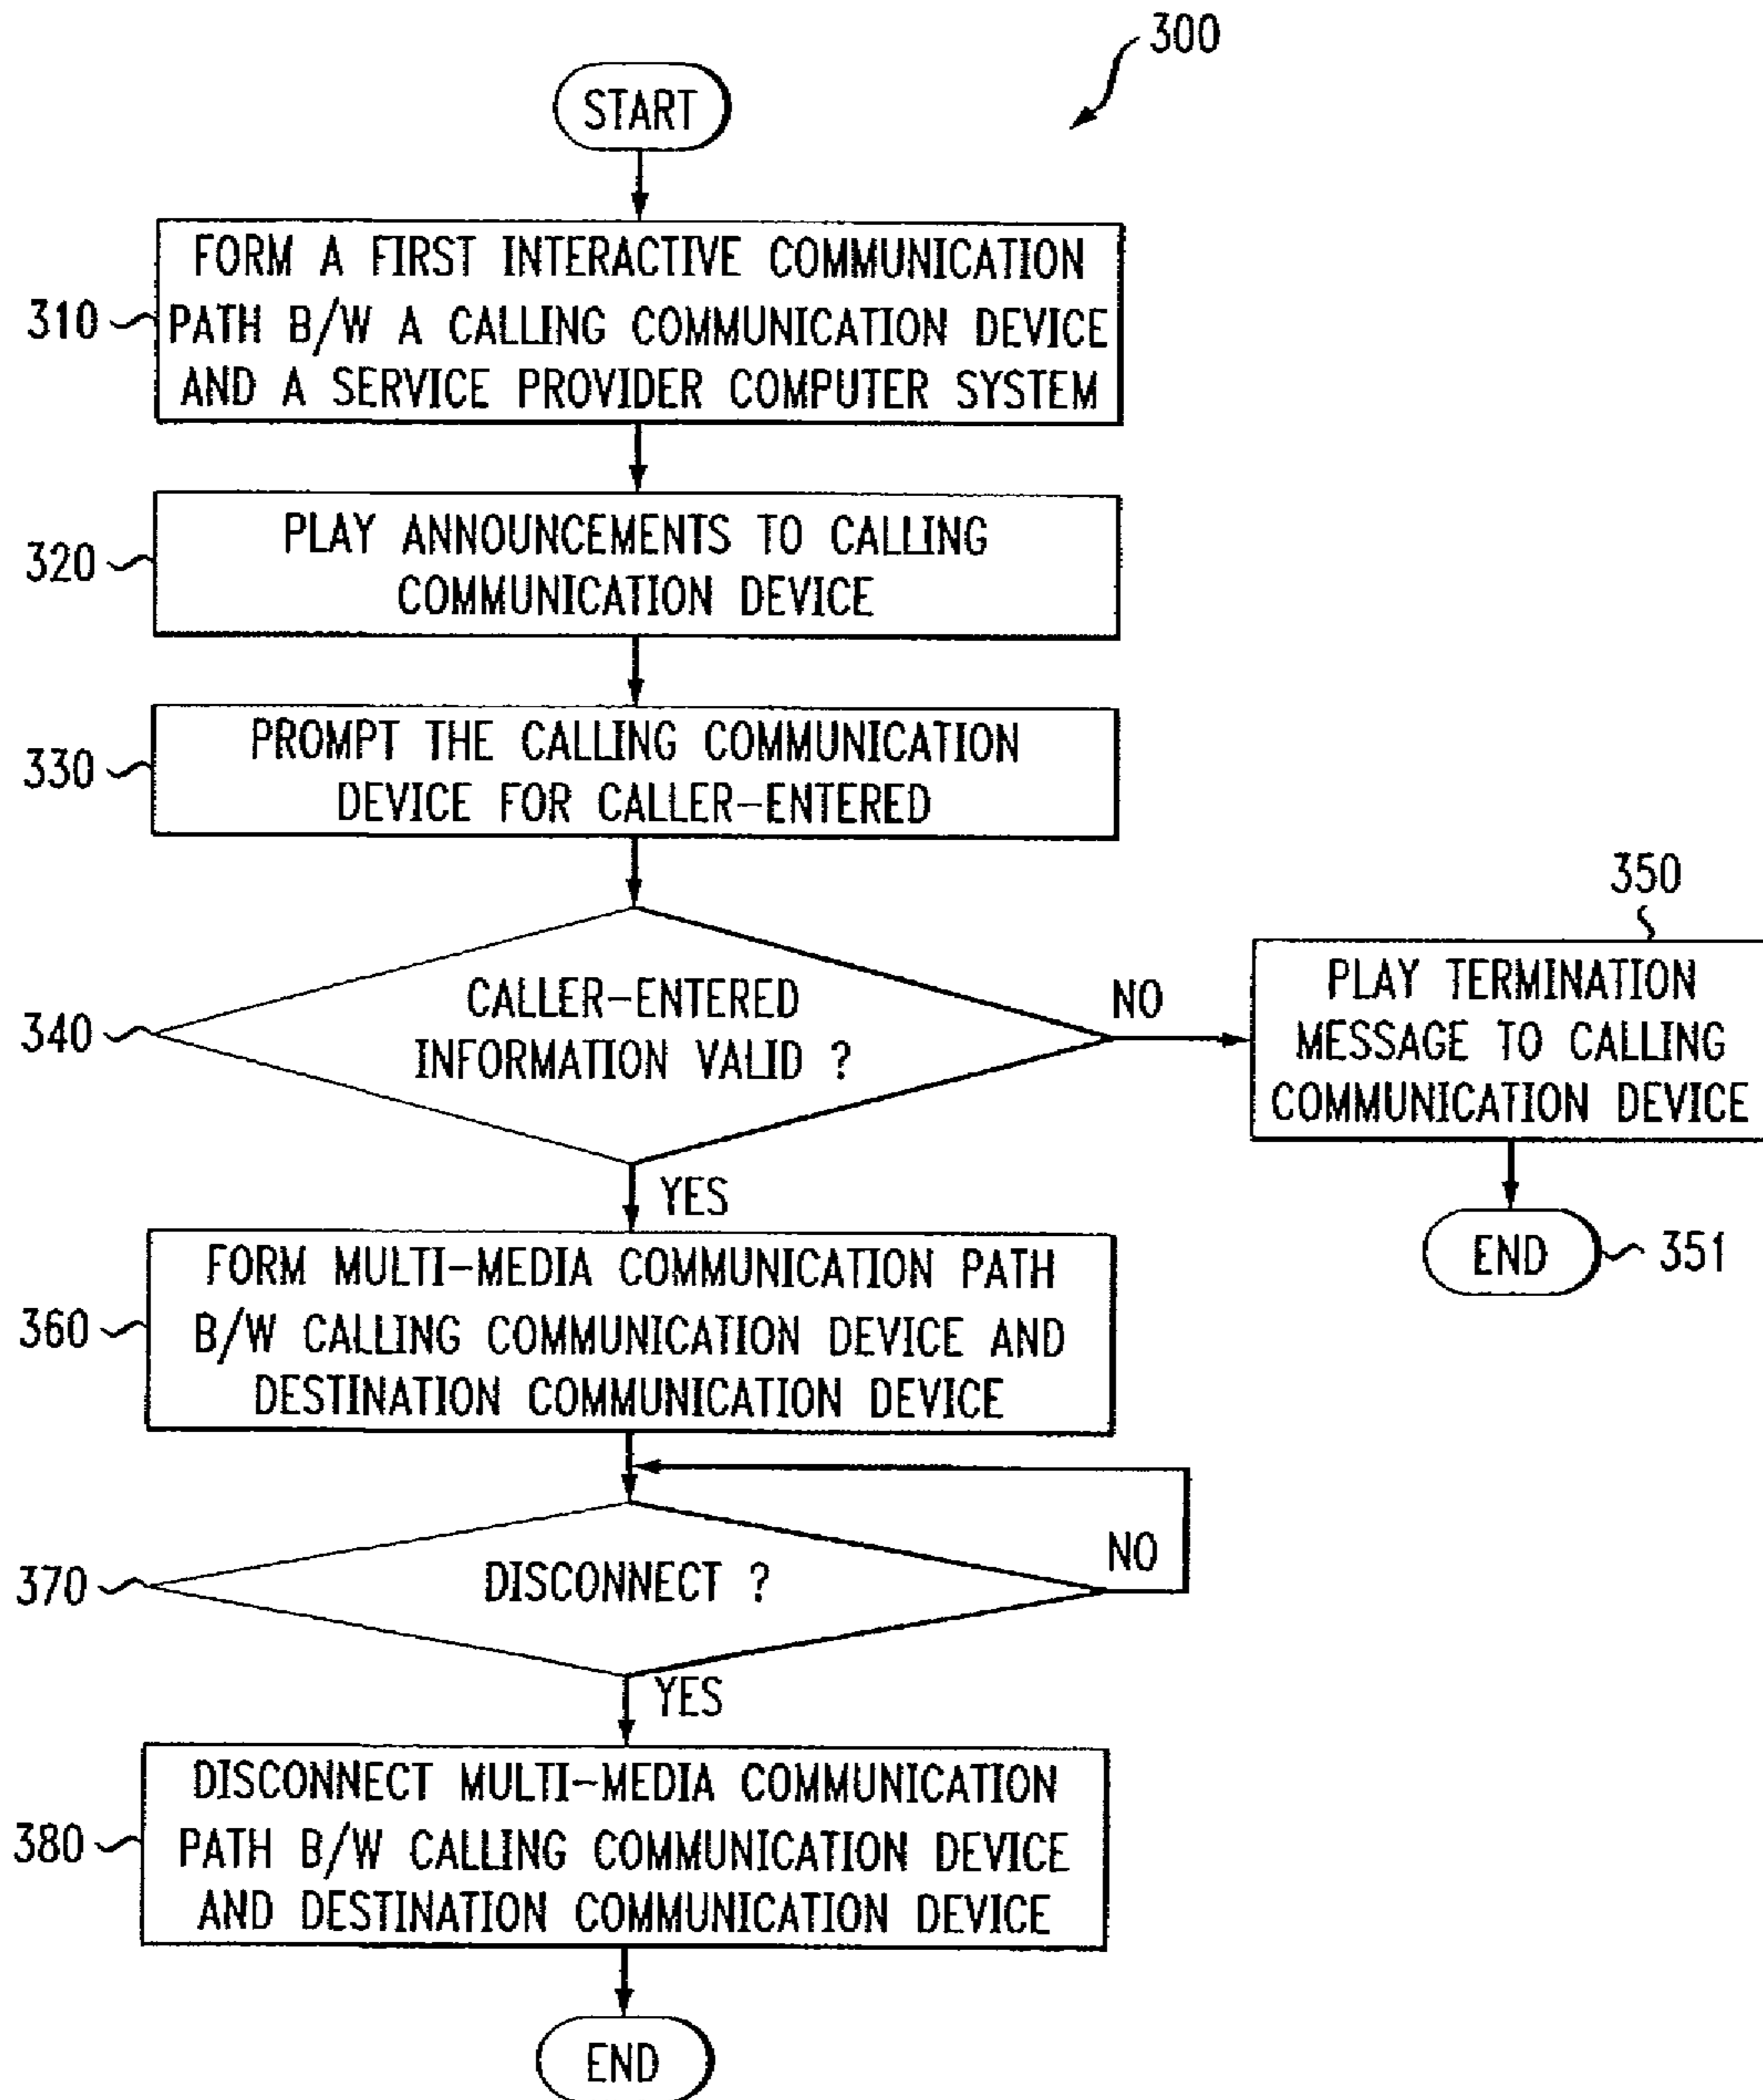 300
START
FORM A FIRST INTERACTIVE COMMUNICATION
310
PATH B/W A CALLING COMMUNICATION DEVICE
AND A SERVICE PROVIDER COMPUTER SYSTEM
PLAY ANNOUNCEMENTS TO CALLING
320
COMMUNICATION DEVICE
PROMPT THE CALLING COMMUNICATION
330
DEVICE FOR CALLER-ENTERED
340
CALLER-ENTERED
INFORMATION VALID ?
NO
350
PLAY TERMINATION
MESSAGE TO CALLING
COMMUNICATION DEVICE
END
351
YES
FORM MULTI-MEDIA COMMUNICATION PATH
360
B/W CALLING COMMUNICATION DEVICE AND
DESTINATION COMMUNICATION DEVICE
370
DISCONNECT ?
NO
YES
DISCONNECT MULTI-MEDIA COMMUNICATION
380
PATH B/W CALLING COMMUNICATION DEVICE
AND DESTINATION COMMUNICATION DEVICE
END